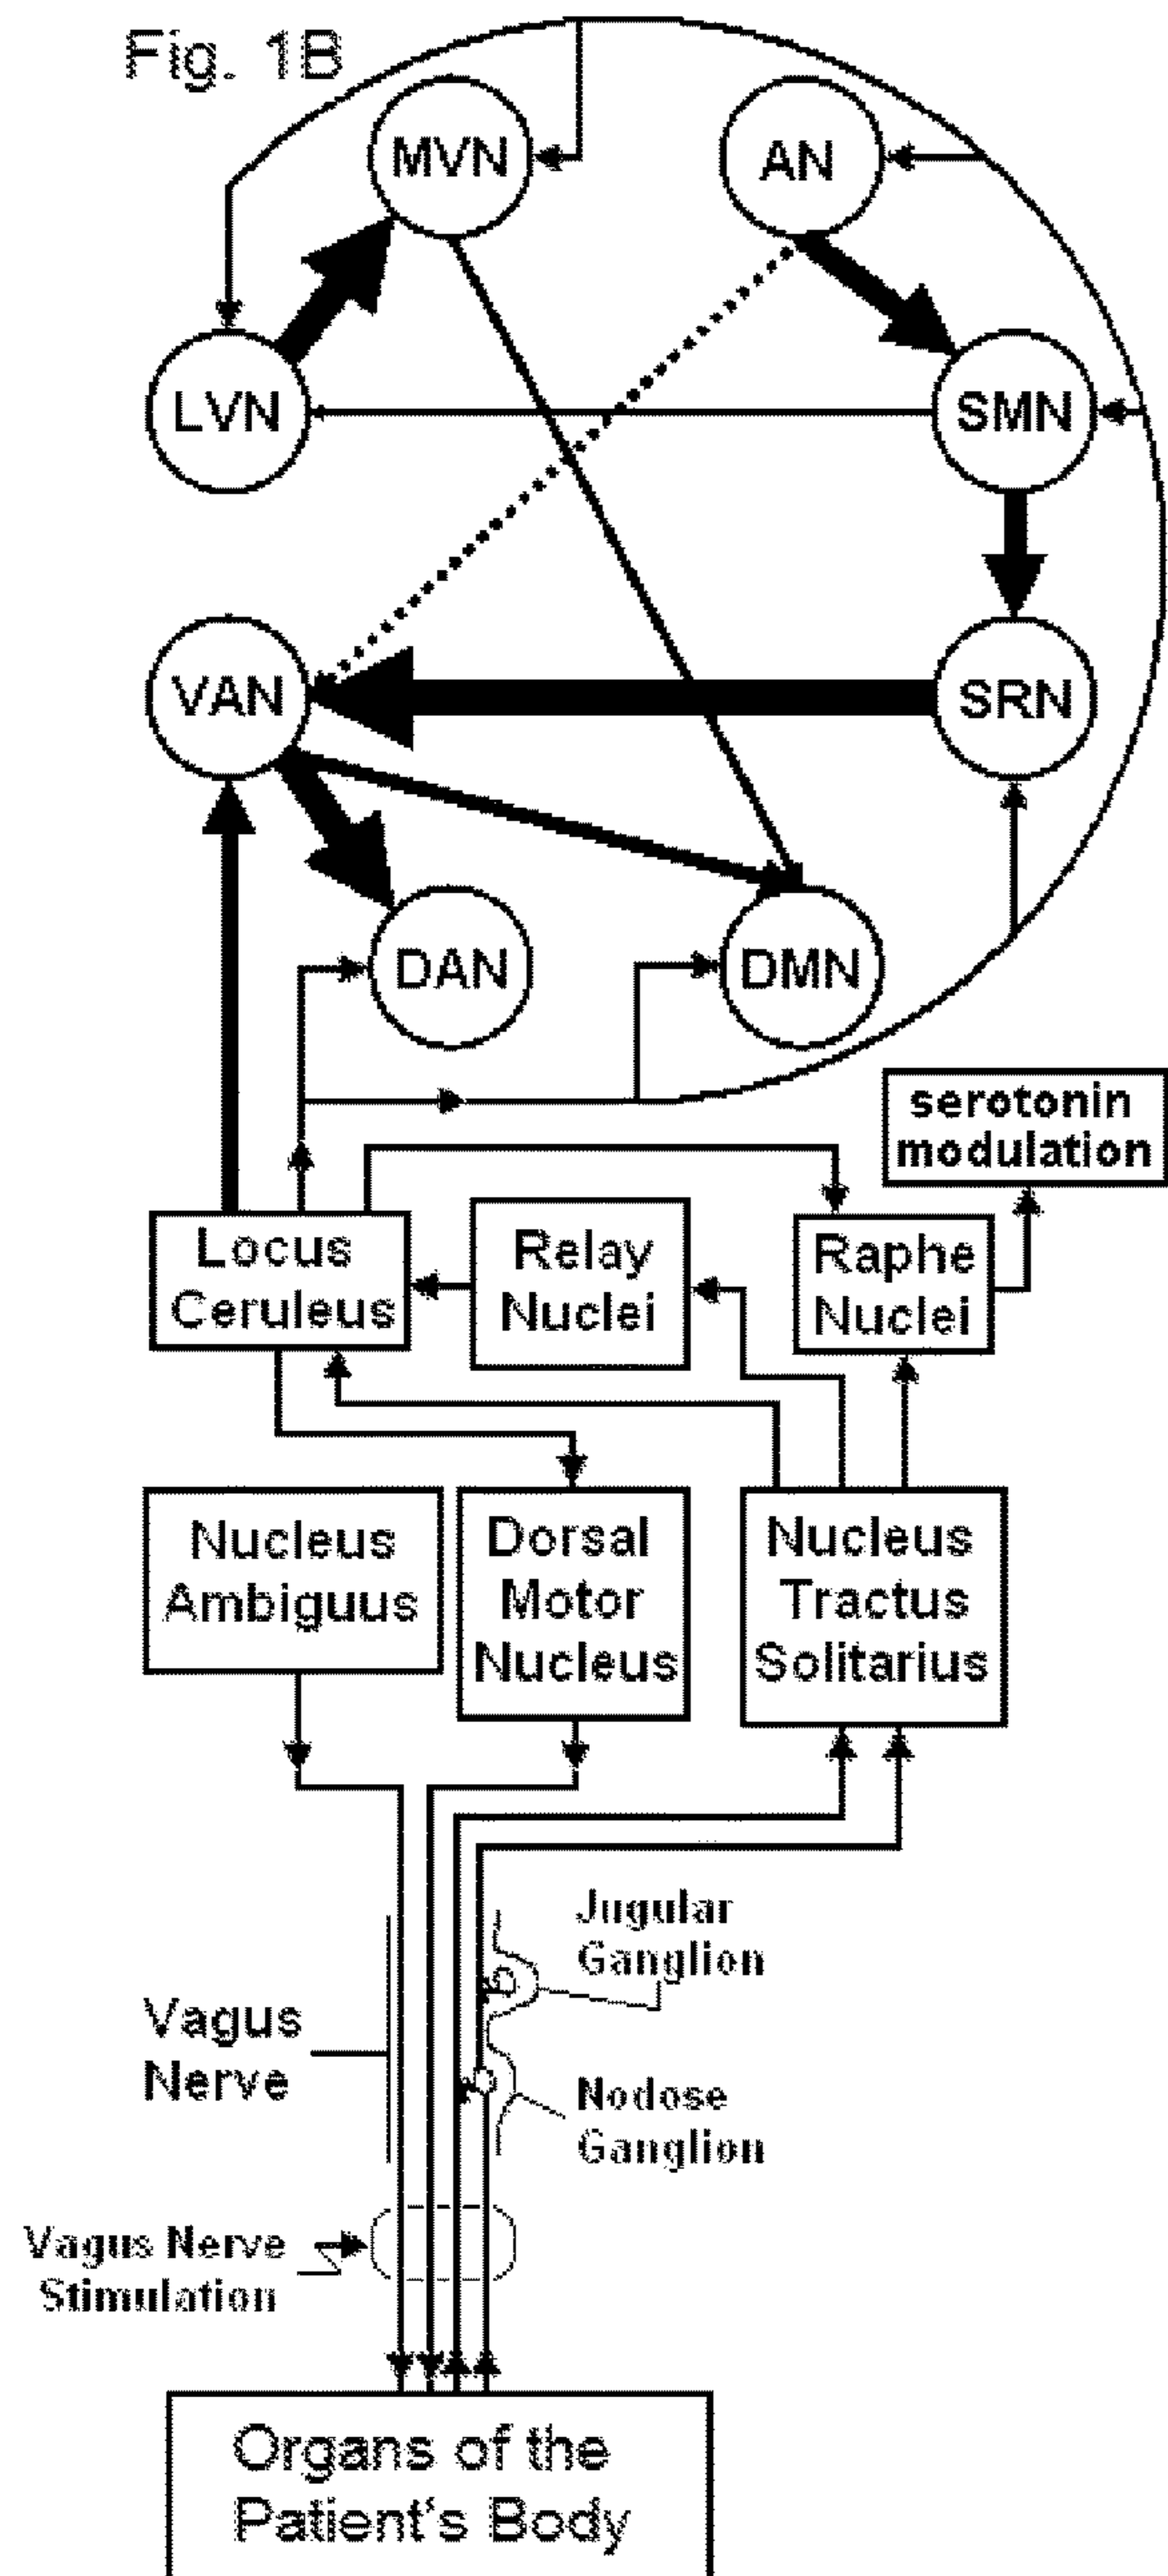 Fig. 1B
MVN
AN
LVN
SMN
VAN
SRN
DAN
DMN
serotonin
modulation
Locus
Ceruleus
Relay
Nuclei
Raphe
Nuclei
Nucleus
Ambiguus
Dorsal
Motor
Nucleus
Nucleus
Tractus
Solitarius
Jugular
Ganglion
Vagus
Nerve
Nodose
Ganglion
Vagus Nerve
Stimulation
Organs of the
Patient's Body